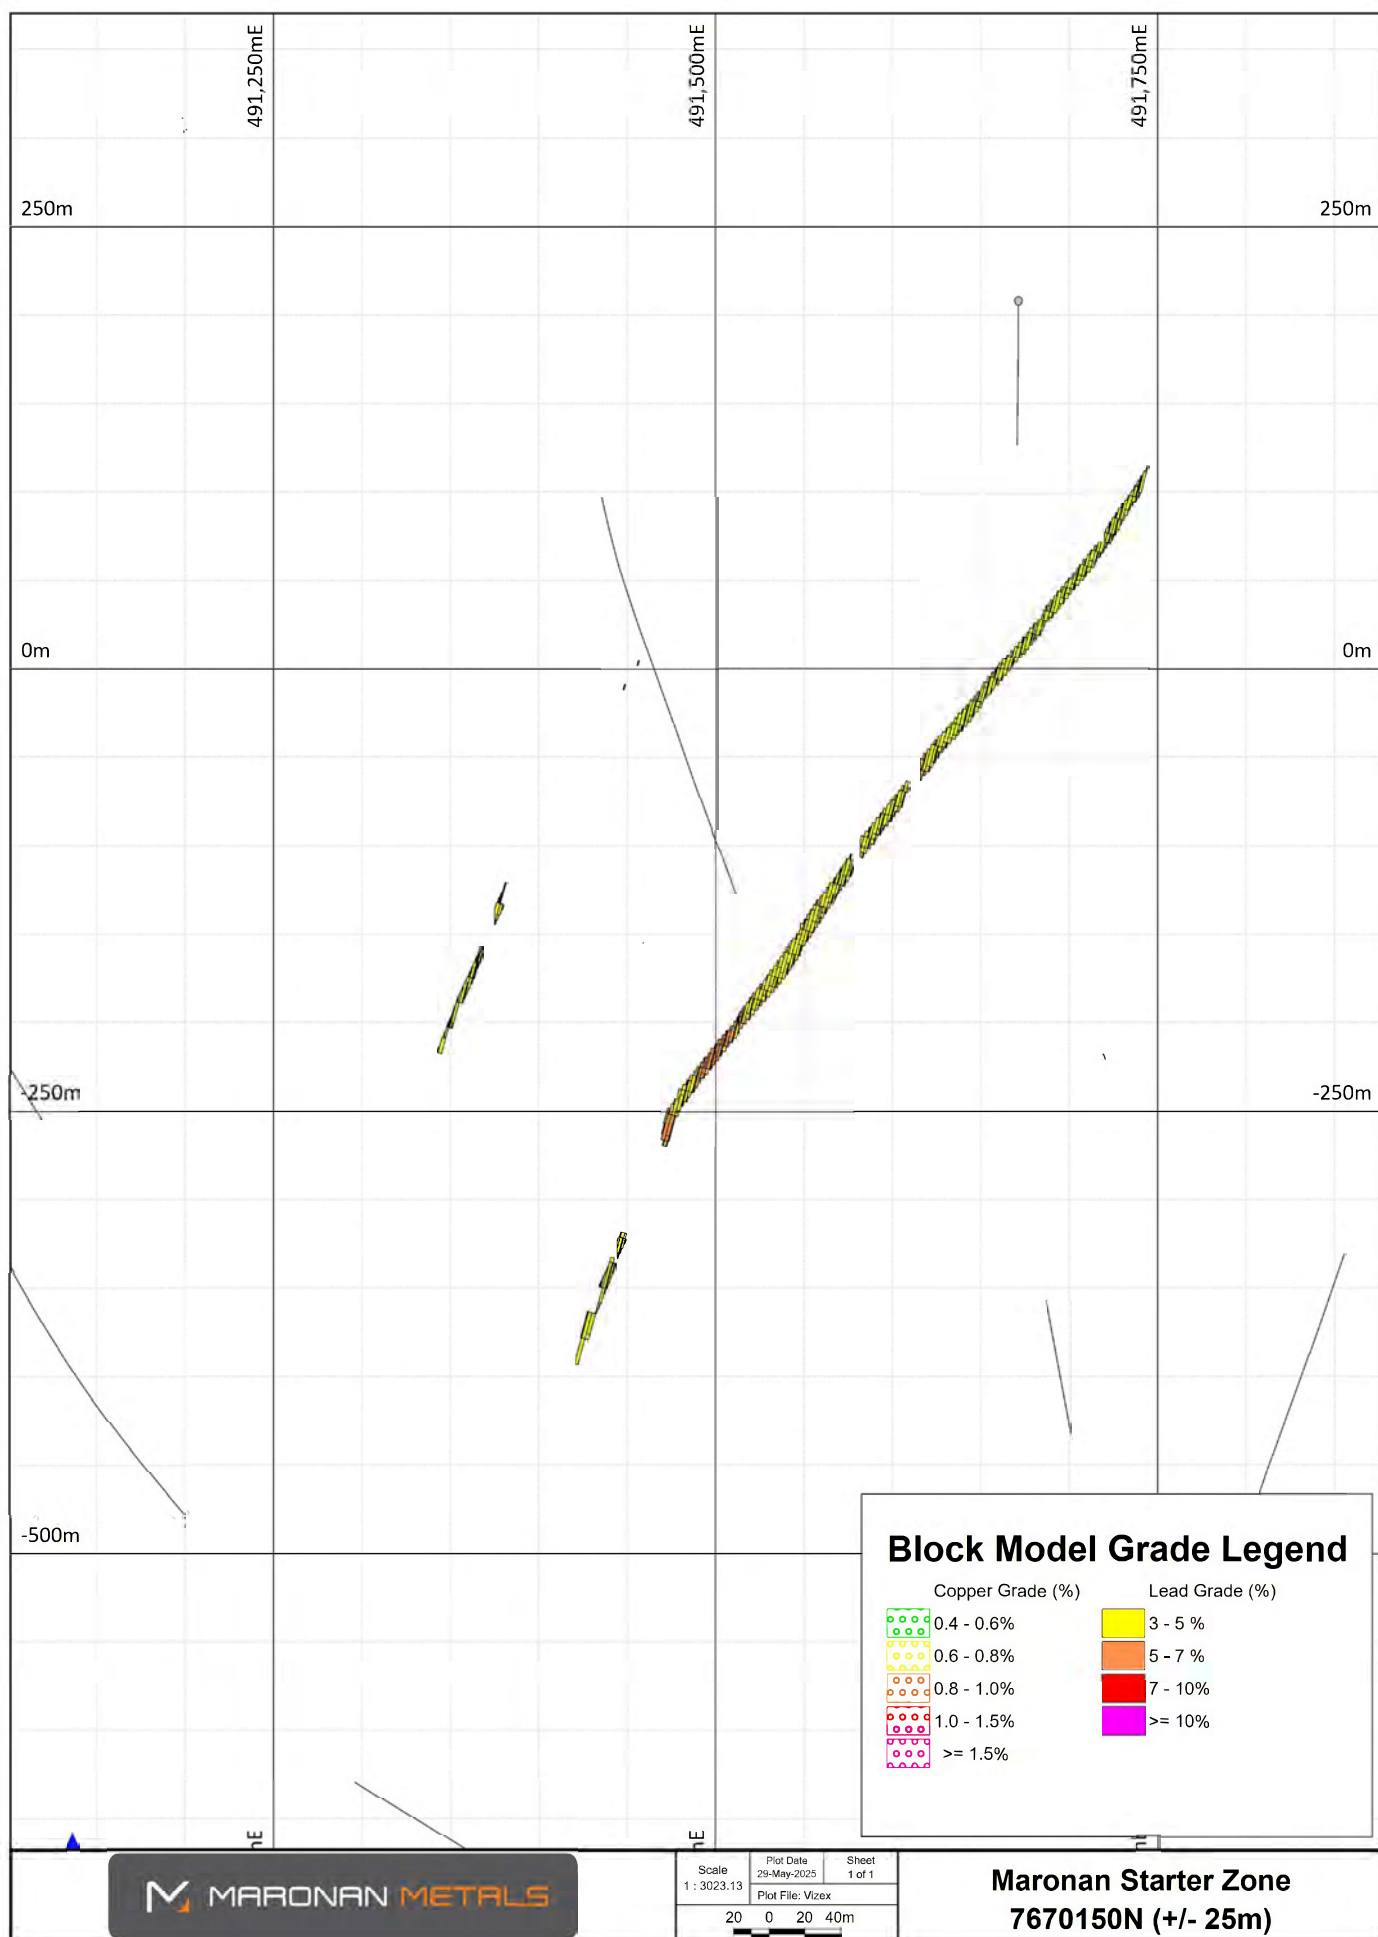 491,250mE
491,500mE
491,750mE
250m
250m
0m
0m
-250m
-250m
-500m
Block Model Grade Legend
Copper Grade (%)
Lead Grade (%)
0.4 - 0.6%
3 - 5 %
0.6 - 0.8%
5 - 7 %
0.8 - 1.0%
7 - 10%
1.0 - 1.5%
>= 10%
>= 1.5%
mE
MARONAN METALS
Scale
1 : 3023.13
Plot Date
29-May-2025
Sheet
1 of 1
Plot File: Vizex
20 0 20 40m
Maronan Starter Zone
7670150N (+/- 25m)